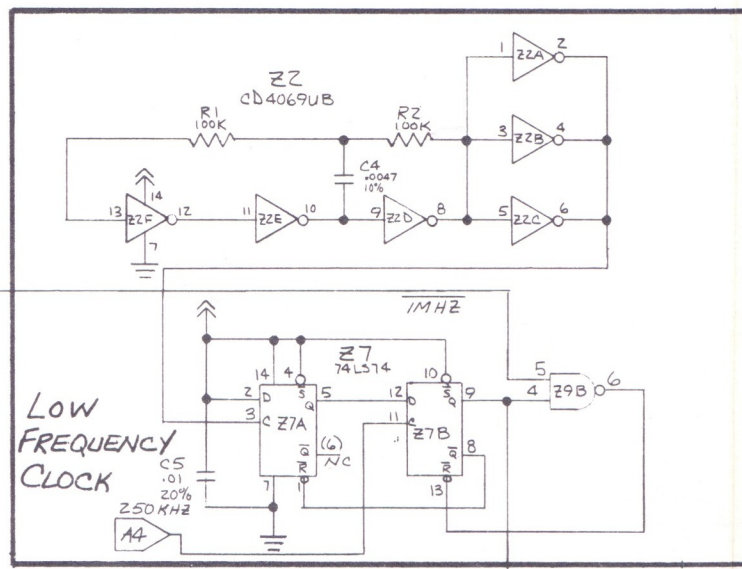 Z2
CD4069UB
R1
100K
R2
100K
C4
.0047
10%
1 Z2A 2
3 Z2B 4
5 Z2C 6
13 Z2F 12
14
7
11 Z2E 10
9 Z2D 8
1MHZ
Z7
74LS74
14 4
2 D S
3 C Q 5
Z7A
Q (6)
NC
R
7 1
10
12 D S
11 C Q 9
Z7B
Q 8
R
13
5
4 Z9B 6
LOW
FREQUENCY
CLOCK
C5
.01
20%
250KHZ
A4